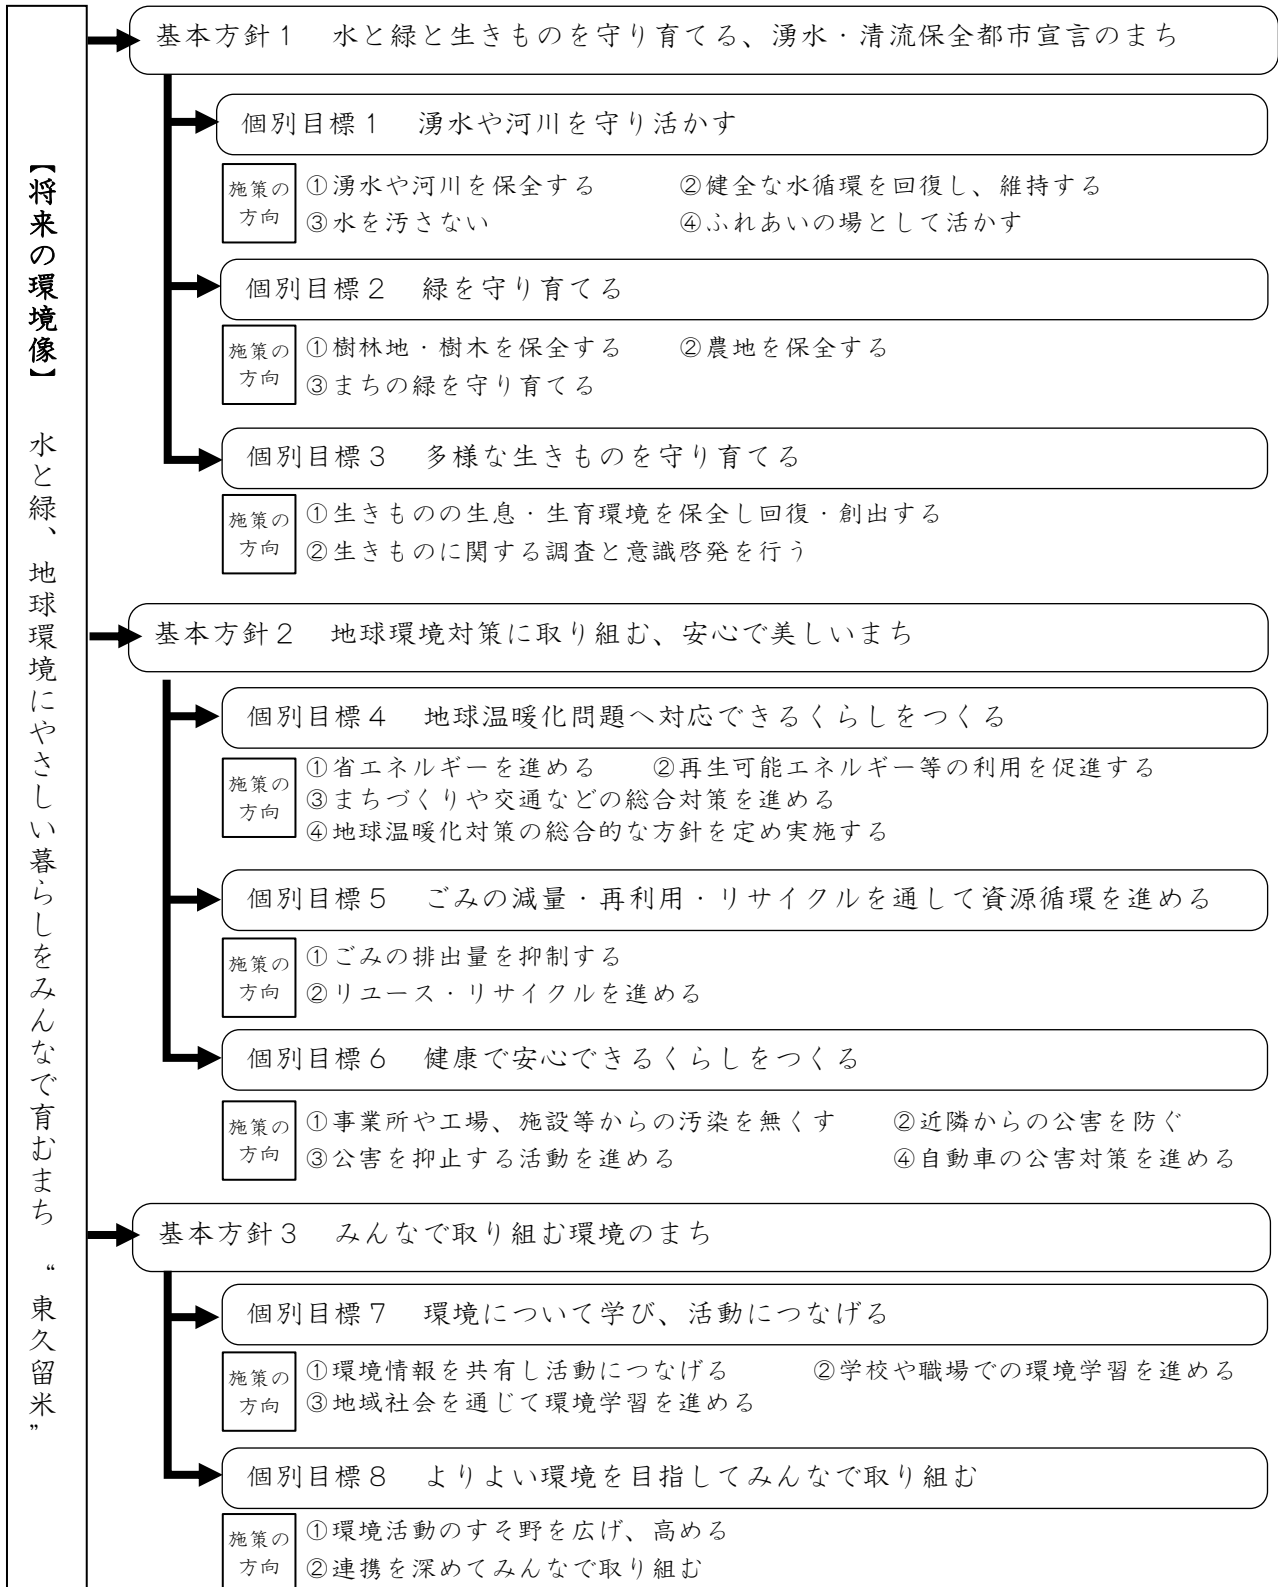 【将来の環境像】　水と緑、地球環境にやさしい暮らしをみんなで育むまち　“東久留米”
基本方針１　水と緑と生きものを守り育てる、湧水・清流保全都市宣言のまち
個別目標１　湧水や河川を守り活かす
施策の方向
①湧水や河川を保全する　②健全な水循環を回復し、維持する
③水を汚さない　④ふれあいの場として活かす
個別目標２　緑を守り育てる
施策の方向
①樹林地・樹木を保全する　②農地を保全する
③まちの緑を守り育てる
個別目標３　多様な生きものを守り育てる
施策の方向
①生きものの生息・生育環境を保全し回復・創出する
②生きものに関する調査と意識啓発を行う
基本方針２　地球環境対策に取り組む、安心で美しいまち
個別目標４　地球温暖化問題へ対応できるくらしをつくる
施策の方向
①省エネルギーを進める　②再生可能エネルギー等の利用を促進する
③まちづくりや交通などの総合対策を進める
④地球温暖化対策の総合的な方針を定め実施する
個別目標５　ごみの減量・再利用・リサイクルを通して資源循環を進める
施策の方向
①ごみの排出量を抑制する
②リユース・リサイクルを進める
個別目標６　健康で安心できるくらしをつくる
施策の方向
①事業所や工場、施設等からの汚染を無くす　②近隣からの公害を防ぐ
③公害を抑止する活動を進める　④自動車の公害対策を進める
基本方針３　みんなで取り組む環境のまち
個別目標７　環境について学び、活動につなげる
施策の方向
①環境情報を共有し活動につなげる　②学校や職場での環境学習を進める
③地域社会を通じて環境学習を進める
個別目標８　よりよい環境を目指してみんなで取り組む
施策の方向
①環境活動のすそ野を広げ、高める
②連携を深めてみんなで取り組む